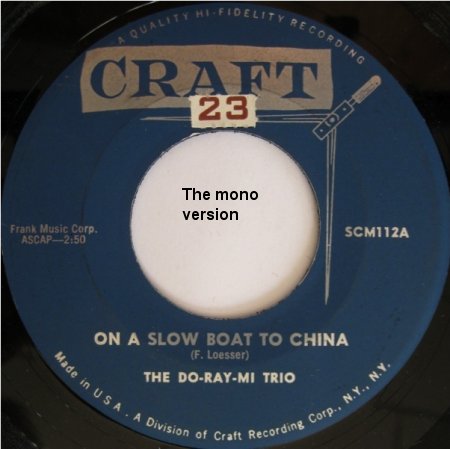 A QUALITY HI-FIDELITY RECORDING
CRAFT
23
The mono
version
Frank Music Corp.
ASCAP—2:50
SCM112A
ON A SLOW BOAT TO CHINA
(F. Loesser)
THE DO-RAY-MI TRIO
Made in U S A . A Division of Craft Recording Corp., N.Y., N.Y.